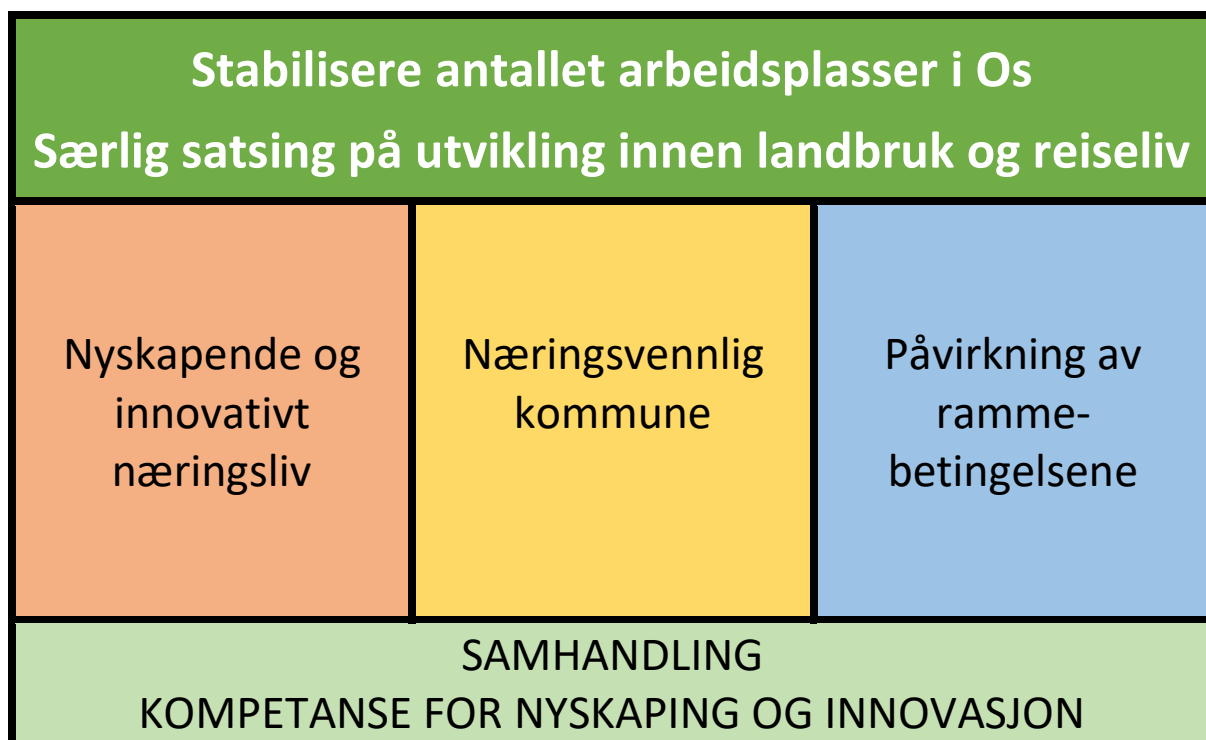 Stabilisere antallet arbeidsplasser i Os
Særlig satsing på utvikling innen landbruk og reiseliv
Nyskapende og
innovativt
næringsliv
Næringsvennlig
kommune
Påvirkning av
ramme-
betingelsene
SAMHANDLING
KOMPETANSE FOR NYSKAPING OG INNOVASJON